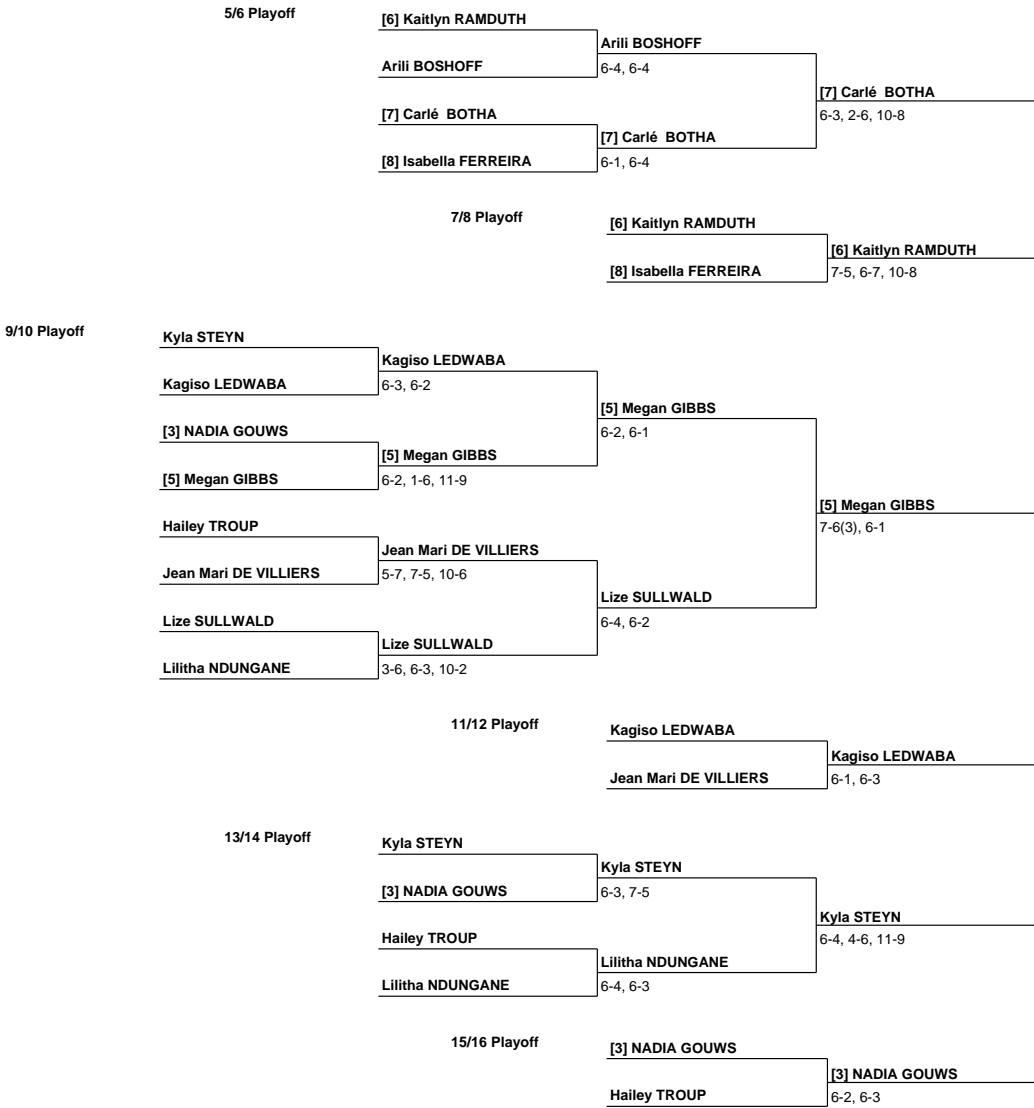 5/6 Playoff
[6] Kaitlyn RAMDUTH
Arili BOSHOFF
Arili BOSHOFF
6-4, 6-4
[7] Carlé  BOTHA
6-3, 2-6, 10-8
[7] Carlé  BOTHA
[7] Carlé  BOTHA
[8] Isabella FERREIRA
6-1, 6-4
7/8 Playoff
[6] Kaitlyn RAMDUTH
[6] Kaitlyn RAMDUTH
[8] Isabella FERREIRA
7-5, 6-7, 10-8
9/10 Playoff
Kyla STEYN
Kagiso LEDWABA
Kagiso LEDWABA
6-3, 6-2
[5] Megan GIBBS
6-2, 6-1
[3] NADIA GOUWS
[5] Megan GIBBS
[5] Megan GIBBS
6-2, 1-6, 11-9
[5] Megan GIBBS
7-6(3), 6-1
Hailey TROUP
Jean Mari DE VILLIERS
Jean Mari DE VILLIERS
5-7, 7-5, 10-6
Lize SULLWALD
6-4, 6-2
Lize SULLWALD
Lize SULLWALD
Lilitha NDUNGANE
3-6, 6-3, 10-2
11/12 Playoff
Kagiso LEDWABA
Kagiso LEDWABA
Jean Mari DE VILLIERS
6-1, 6-3
13/14 Playoff
Kyla STEYN
Kyla STEYN
[3] NADIA GOUWS
6-3, 7-5
Kyla STEYN
6-4, 4-6, 11-9
Hailey TROUP
Lilitha NDUNGANE
Lilitha NDUNGANE
6-4, 6-3
15/16 Playoff
[3] NADIA GOUWS
[3] NADIA GOUWS
Hailey TROUP
6-2, 6-3